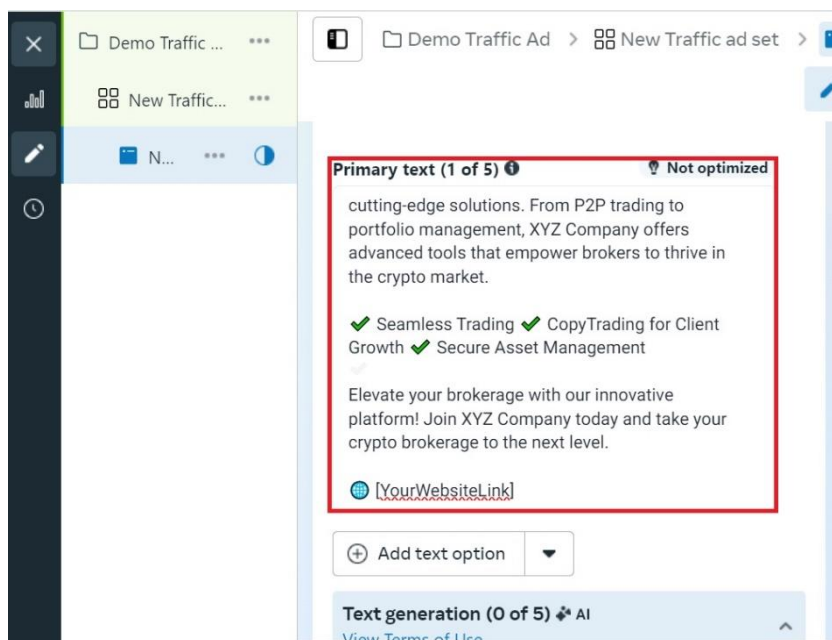 Demo Traffic ...
New Traffic...
N...
Demo Traffic Ad > New Traffic ad set >
Primary text (1 of 5) Not optimized
cutting-edge solutions. From P2P trading to
portfolio management, XYZ Company offers
advanced tools that empower brokers to thrive in
the crypto market.
✔ Seamless Trading ✔ CopyTrading for Client
Growth ✔ Secure Asset Management
Elevate your brokerage with our innovative
platform! Join XYZ Company today and take your
crypto brokerage to the next level.
🌐 [YourWebsiteLink]
Add text option
Text generation (0 of 5) AI
View Terms of Use